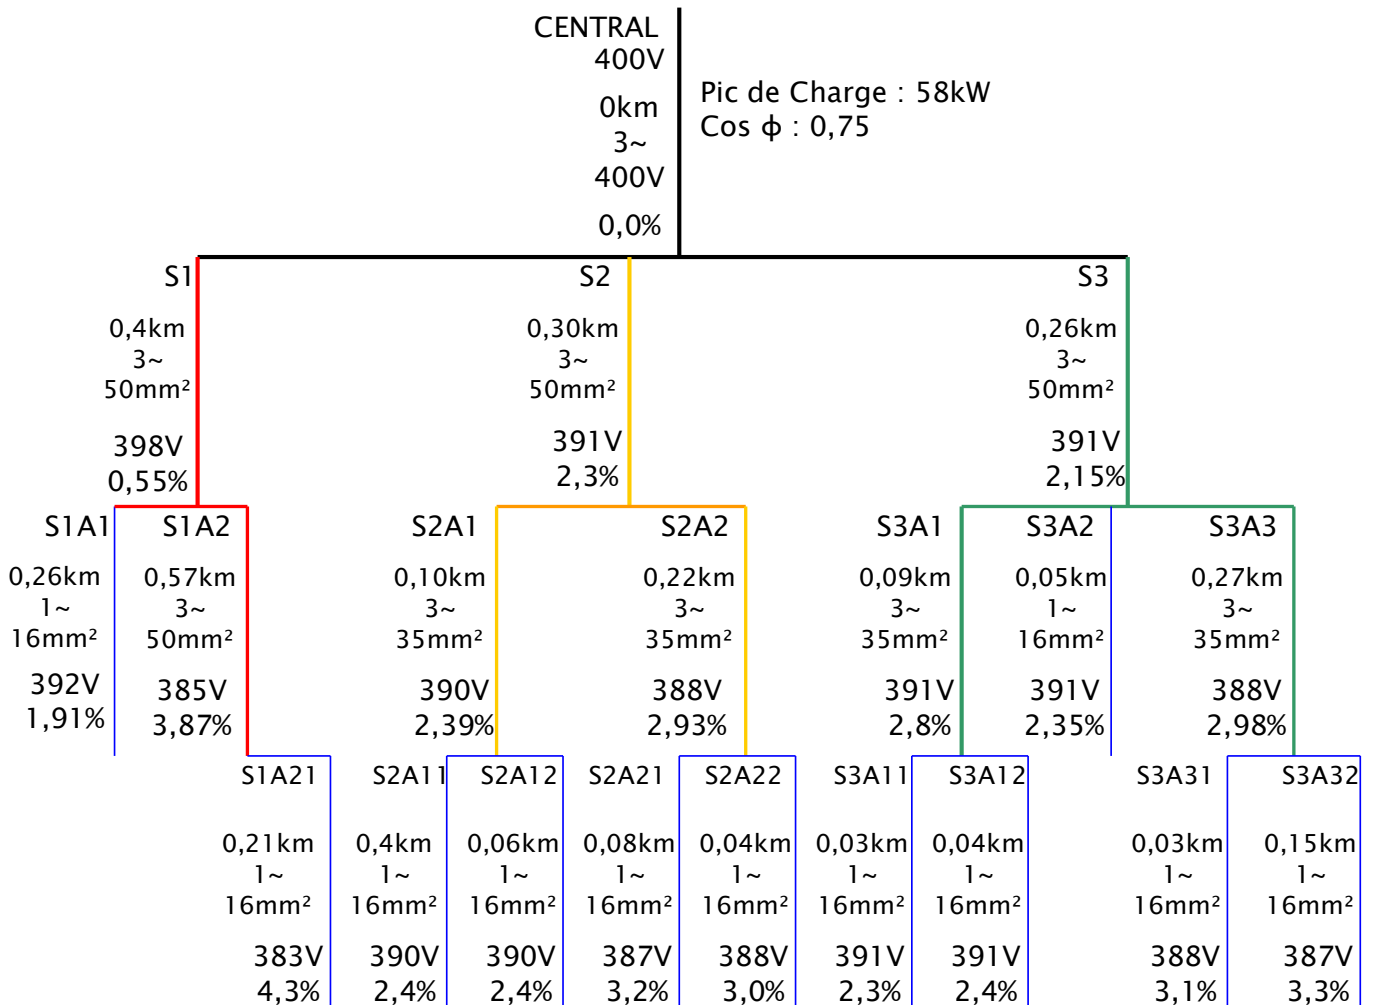 CENTRAL
400V
0km
3~
400V
0,0%
Pic de Charge : 58kW
Cos ϕ : 0,75
S1
0,4km
3~
50mm²
398V
0,55%
S2
0,30km
3~
50mm²
391V
2,3%
S3
0,26km
3~
50mm²
391V
2,15%
S1A1
0,26km
1~
16mm²
392V
1,91%
S1A2
0,57km
3~
50mm²
385V
3,87%
S2A1
0,10km
3~
35mm²
390V
2,39%
S2A2
0,22km
3~
35mm²
388V
2,93%
S3A1
0,09km
3~
35mm²
391V
2,8%
S3A2
0,05km
1~
16mm²
391V
2,35%
S3A3
0,27km
3~
35mm²
388V
2,98%
S1A21
0,21km
1~
16mm²
383V
4,3%
S2A11
0,4km
1~
16mm²
390V
2,4%
S2A12
0,06km
1~
16mm²
390V
2,4%
S2A21
0,08km
1~
16mm²
387V
3,2%
S2A22
0,04km
1~
16mm²
388V
3,0%
S3A11
0,03km
1~
16mm²
391V
2,3%
S3A12
0,04km
1~
16mm²
391V
2,4%
S3A31
0,03km
1~
16mm²
388V
3,1%
S3A32
0,15km
1~
16mm²
387V
3,3%